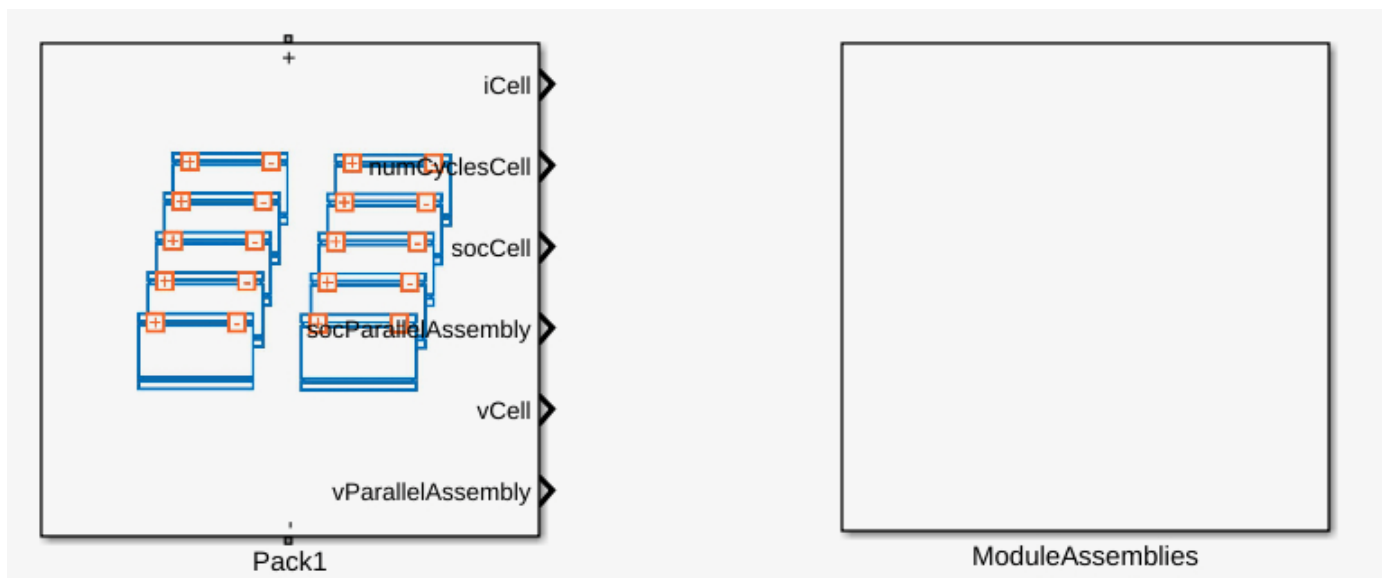 +
iCell
numCyclesCell
socCell
socParallelAssembly
vCell
vParallelAssembly
-
Pack1
ModuleAssemblies